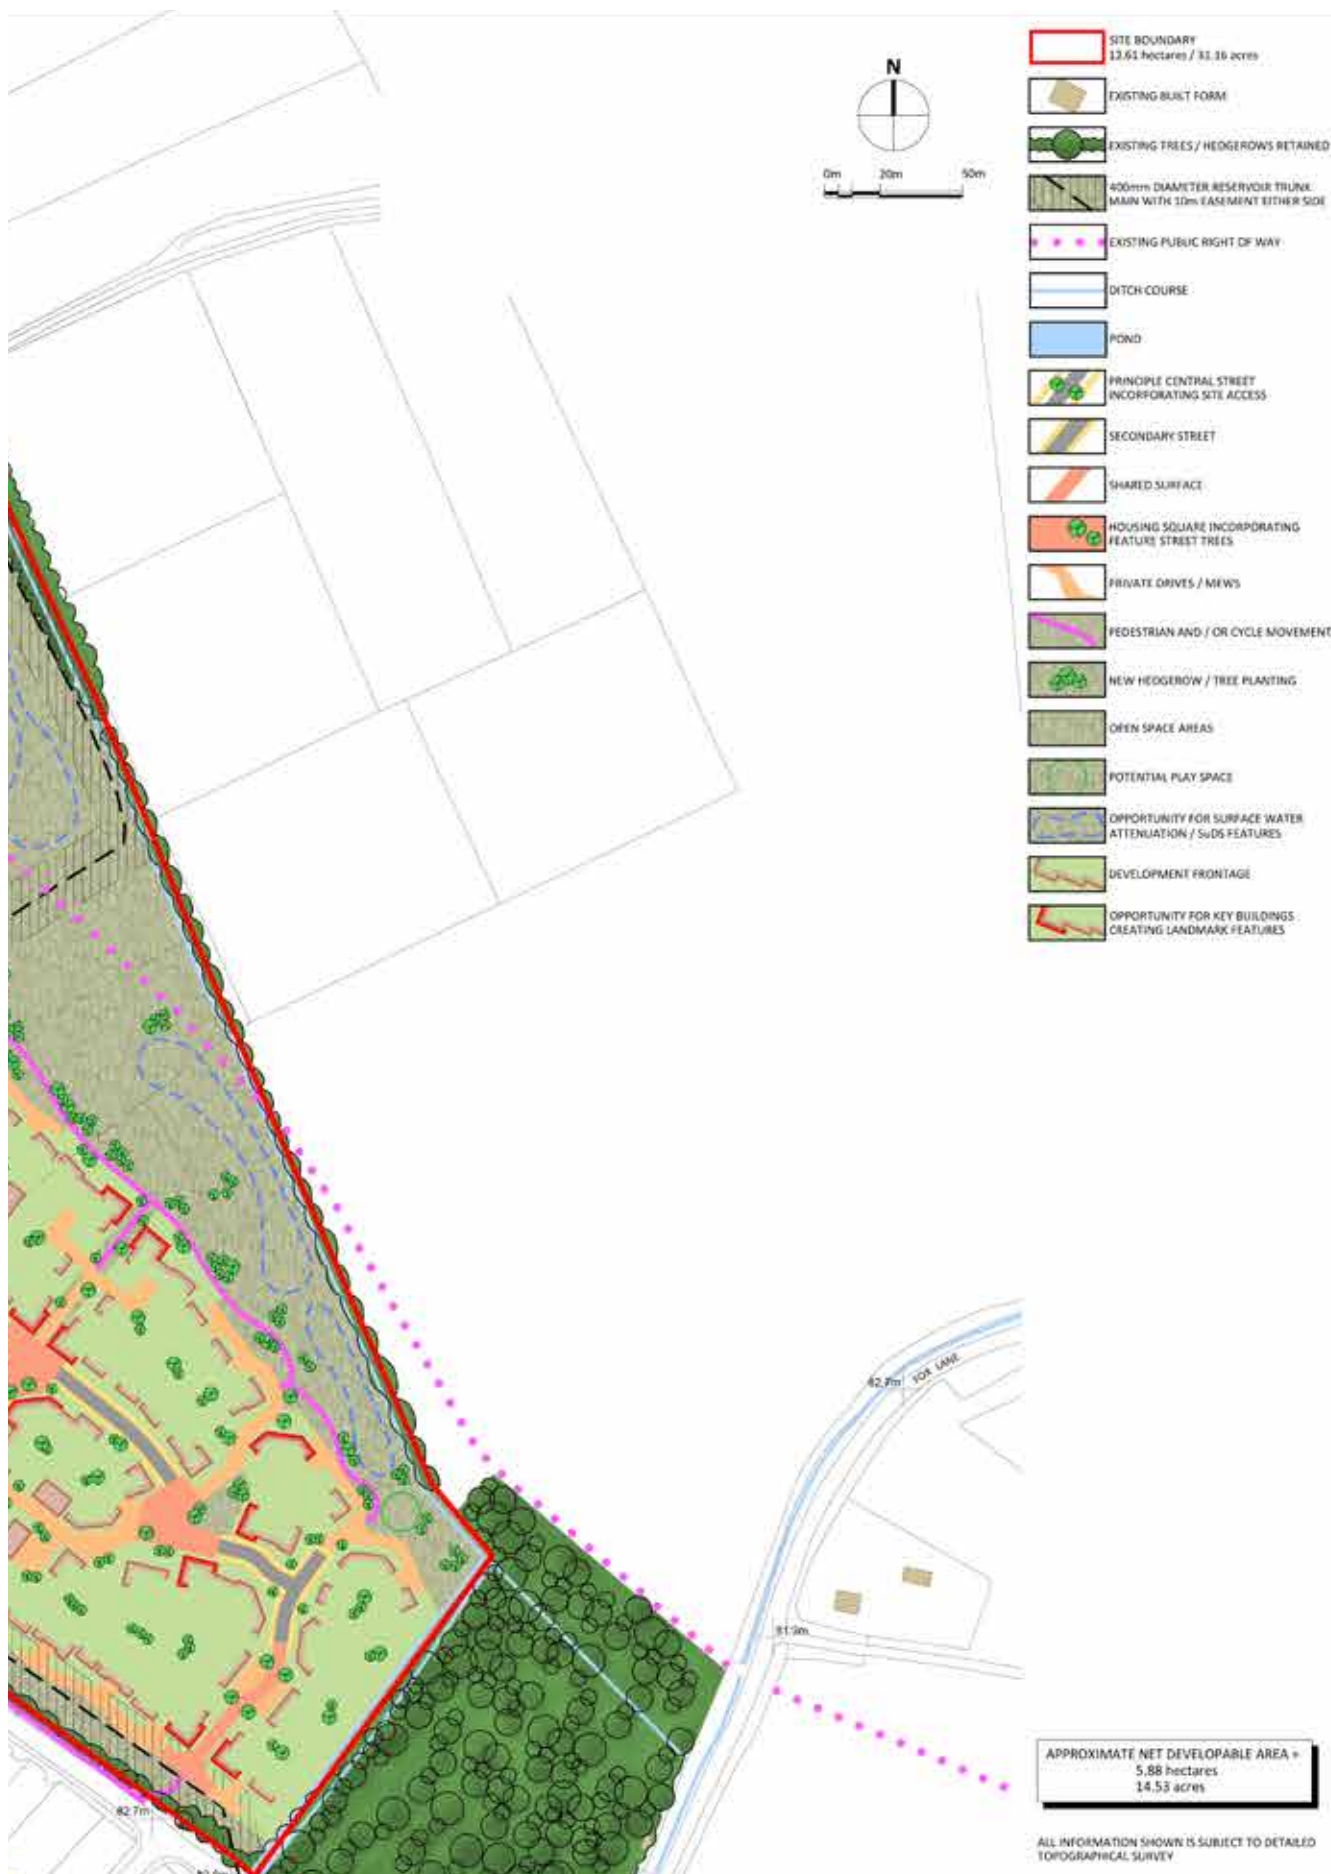 N
0m 20m 50m
SITE BOUNDARY
12.61 hectares / 31.16 acres
EXISTING BUILT FORM
EXISTING TREES / HEDGEROWS RETAINED
400mm DIAMETER RESERVOIR TRUNK
MAIN WITH 10m EASEMENT EITHER SIDE
EXISTING PUBLIC RIGHT OF WAY
DITCH COURSE
POND
PRINCIPLE CENTRAL STREET
INCORPORATING SITE ACCESS
SECONDARY STREET
SHARED SURFACE
HOUSING SQUARE INCORPORATING
FEATURE STREET TREES
PRIVATE DRIVES / MEWS
PEDESTRIAN AND / OR CYCLE MOVEMENT
NEW HEDGEROW / TREE PLANTING
OPEN SPACE AREAS
POTENTIAL PLAY SPACE
OPPORTUNITY FOR SURFACE WATER
ATTENUATION / SuDS FEATURES
DEVELOPMENT FRONTAGE
OPPORTUNITY FOR KEY BUILDINGS
CREATING LANDMARK FEATURES
82.7m FOX LANE
81.9m
82.7m
APPROXIMATE NET DEVELOPABLE AREA =
5.88 hectares
14.53 acres
ALL INFORMATION SHOWN IS SUBJECT TO DETAILED
TOPOGRAPHICAL SURVEY